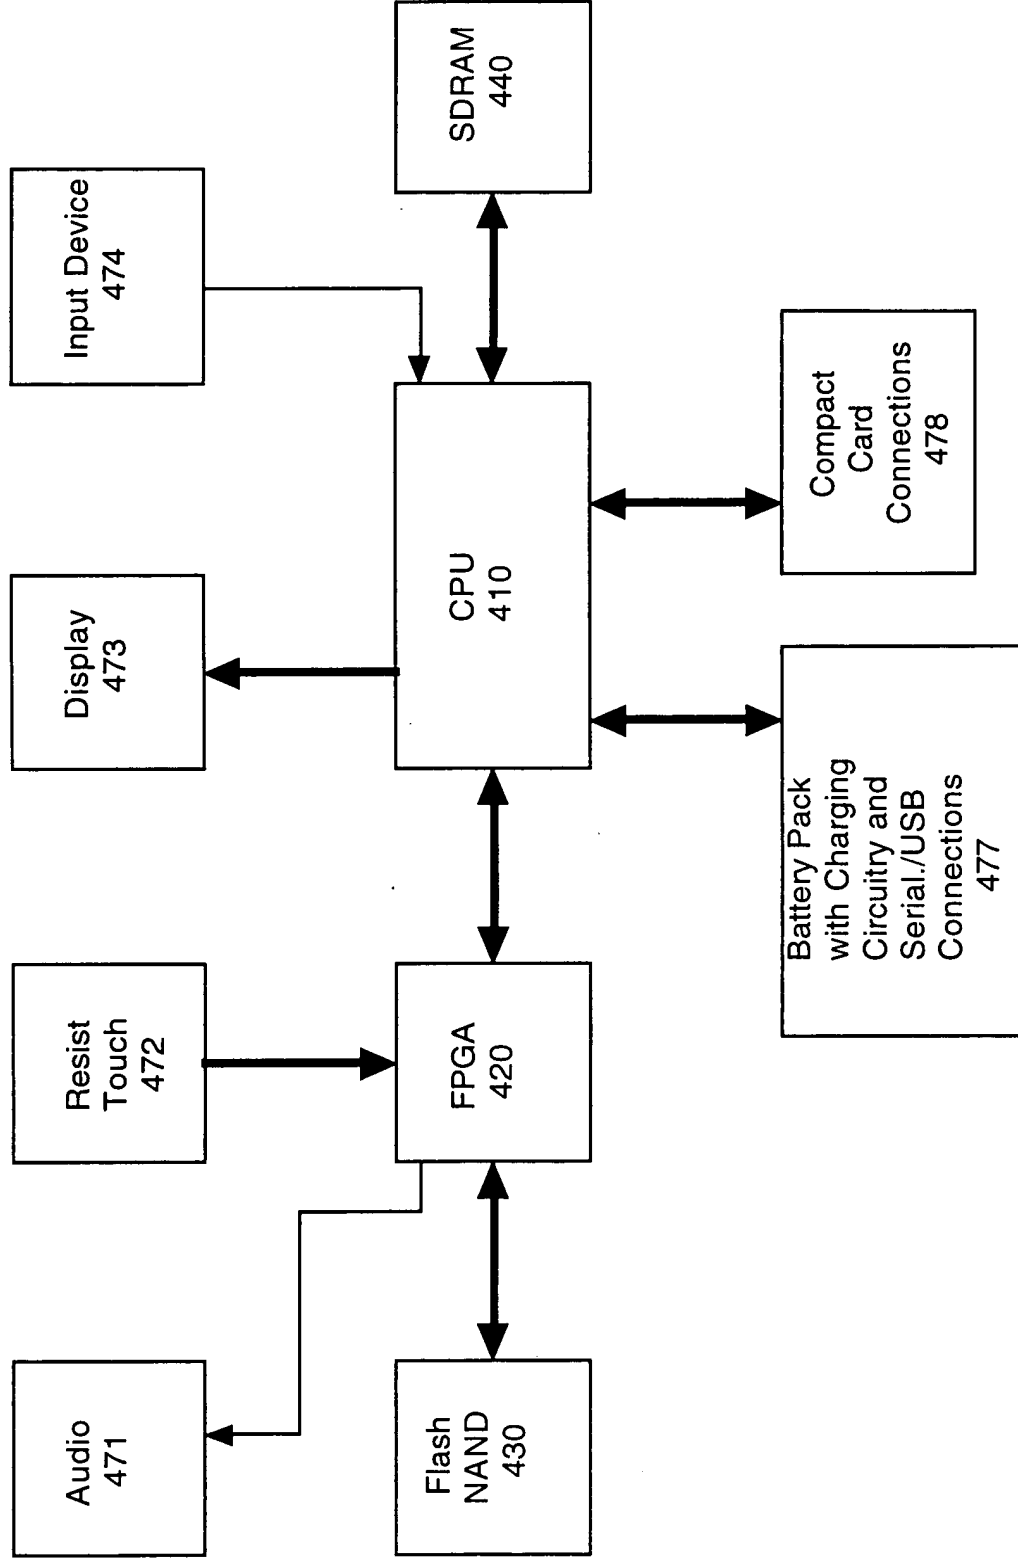 Audio
471
Resist
Touch
472
Display
473
Input Device
474
Flash
NAND
430
FPGA
420
CPU
410
SDRAM
440
Battery Pack
with Charging
Circuitry and
Serial./USB
Connections
477
Compact
Card
Connections
478